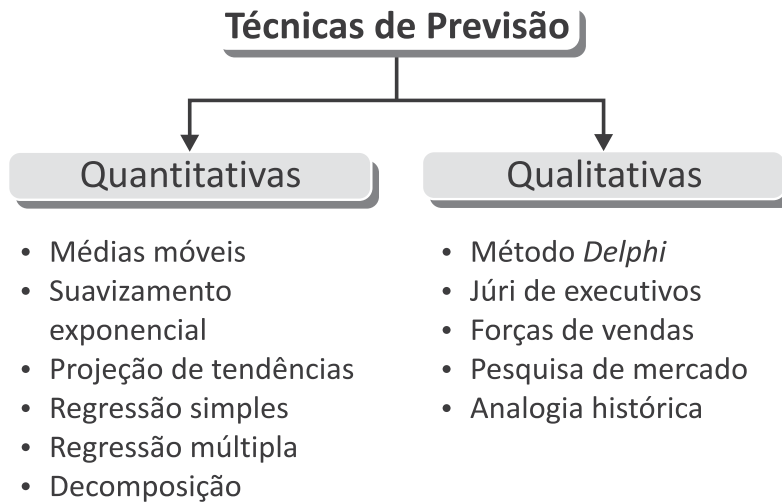 Técnicas de Previsão
Quantitativas
• Médias móveis
• Suavizamento
exponencial
• Projeção de tendências
• Regressão simples
• Regressão múltipla
• Decomposição
Qualitativas
• Método Delphi
• Júri de executivos
• Forças de vendas
• Pesquisa de mercado
• Analogia histórica